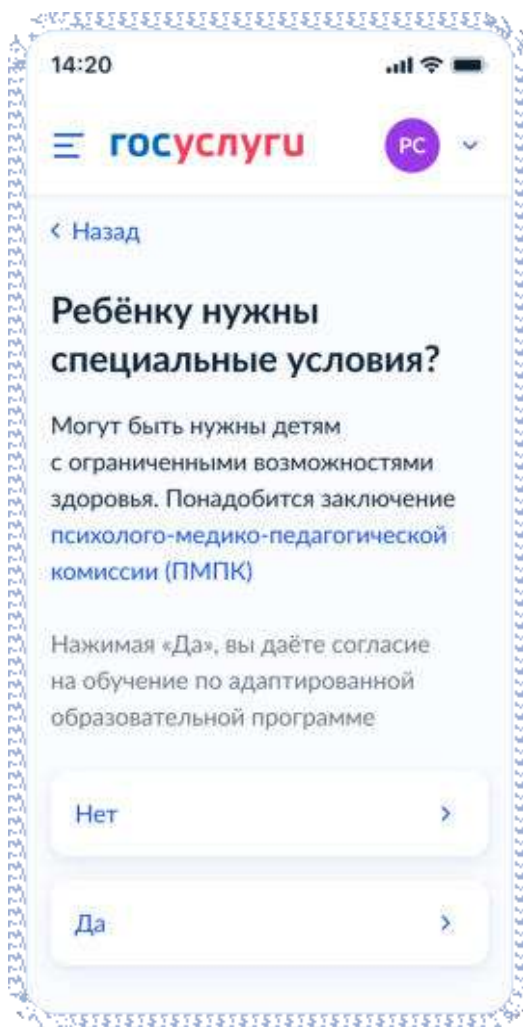 14:20
госуслуги
РС
Назад
Ребёнку нужны
специальные условия?
Могут быть нужны детям
с ограниченными возможностями
здоровья. Понадобится заключение
психолого-медико-педагогической
комиссии (ПМПК)
Нажимая «Да», вы даёте согласие
на обучение по адаптированной
образовательной программе
Нет
Да